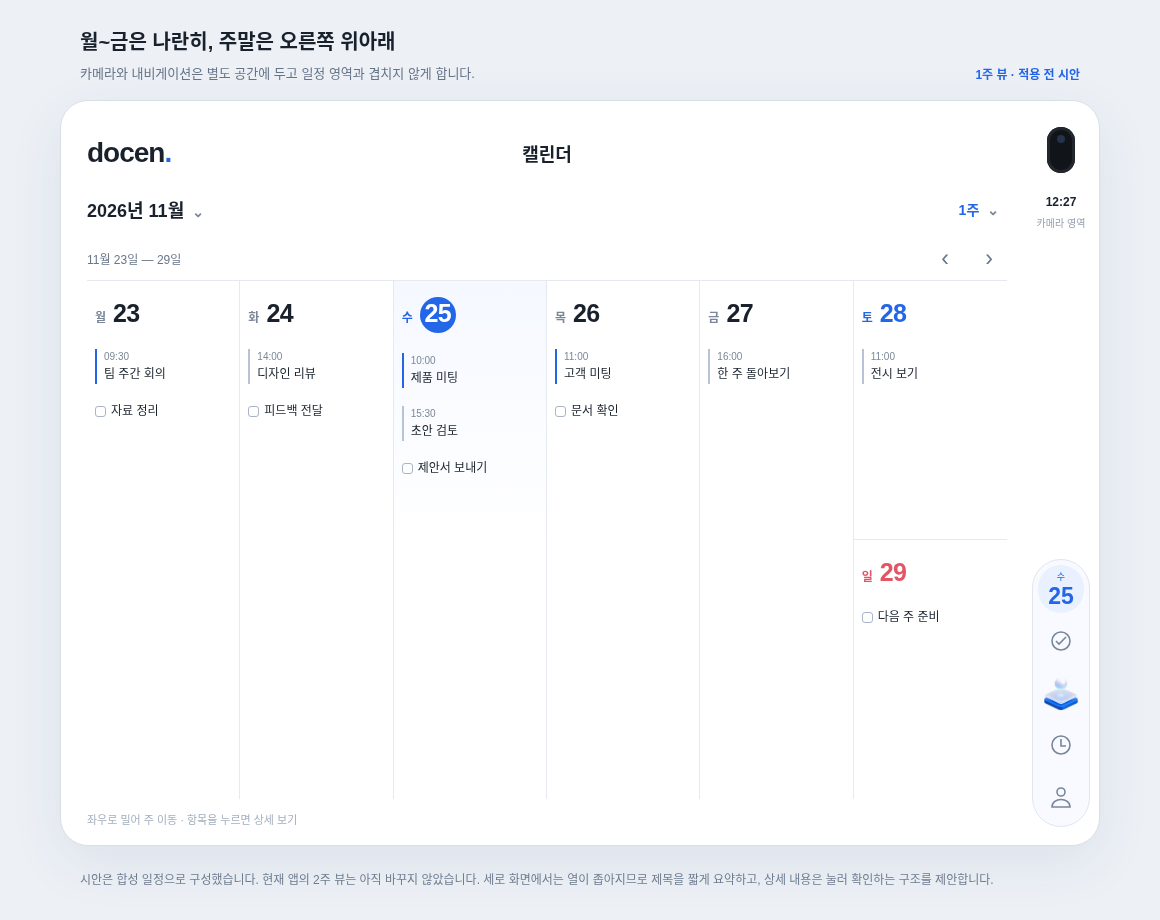 월~금은 나란히, 주말은 오른쪽 위아래
카메라와 내비게이션은 별도 공간에 두고 일정 영역과 겹치지 않게 합니다.
1주 뷰 · 적용 전 시안
docen.
캘린더
12:27
카메라 영역
2026년 11월
1주
11월 23일 — 29일
월 23
09:30
팀 주간 회의
자료 정리
화 24
14:00
디자인 리뷰
피드백 전달
수 25
10:00
제품 미팅
15:30
초안 검토
제안서 보내기
목 26
11:00
고객 미팅
문서 확인
금 27
16:00
한 주 돌아보기
토 28
11:00
전시 보기
일 29
다음 주 준비
수
25
좌우로 밀어 주 이동 · 항목을 누르면 상세 보기
시안은 합성 일정으로 구성했습니다. 현재 앱의 2주 뷰는 아직 바꾸지 않았습니다. 세로 화면에서는 열이 좁아지므로 제목을 짧게 요약하고, 상세 내용은 눌러 확인하는 구조를 제안합니다.